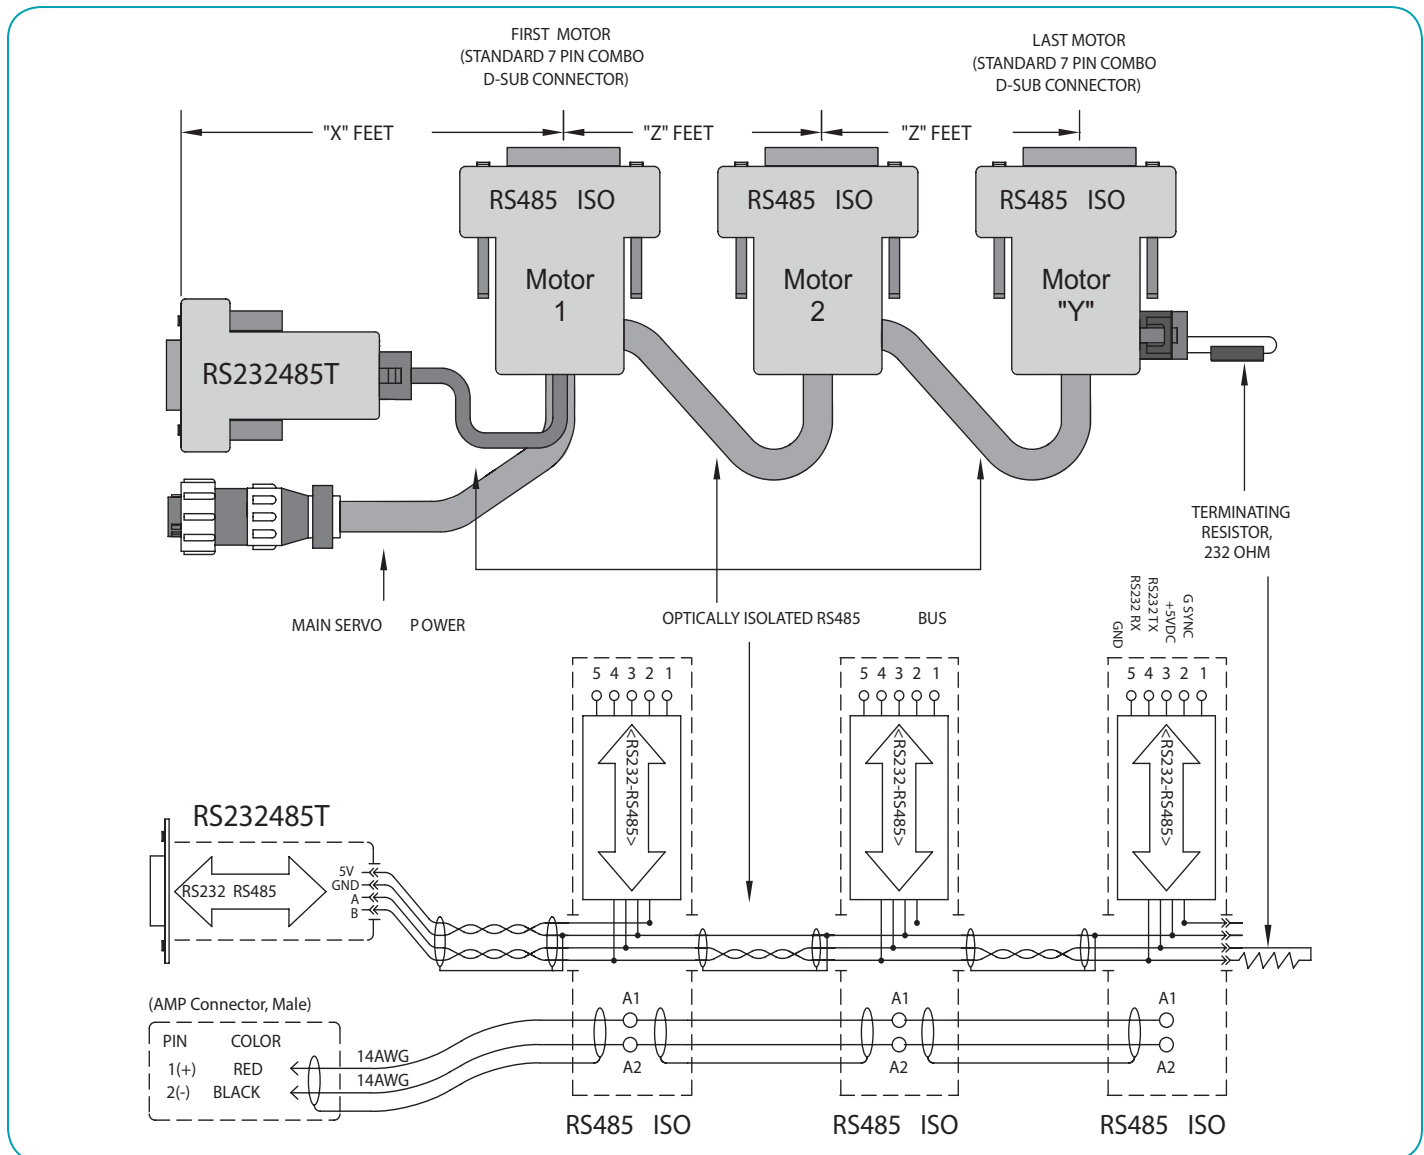 FIRST MOTOR
(STANDARD 7 PIN COMBO
D-SUB CONNECTOR)
LAST MOTOR
(STANDARD 7 PIN COMBO
D-SUB CONNECTOR)
"X" FEET
"Z" FEET
"Z" FEET
RS485 ISO
RS485 ISO
RS485 ISO
Motor
1
Motor
2
Motor
"Y"
RS232485T
TERMINATING
RESISTOR,
232 OHM
MAIN SERVO POWER
OPTICALLY ISOLATED RS485 BUS
GND
RS232 RX
RS232 TX
+5VDC
G SYNC
5 4 3 2 1
5 4 3 2 1
5 4 3 2 1
<RS232-RS485>
<RS232-RS485>
<RS232-RS485>
RS232485T
RS232 RS485
5V
GND
A
B
(AMP Connector, Male)
PIN COLOR
1(+) RED
2(-) BLACK
14AWG
14AWG
A1
A2
A1
A2
A1
A2
RS485 ISO
RS485 ISO
RS485 ISO